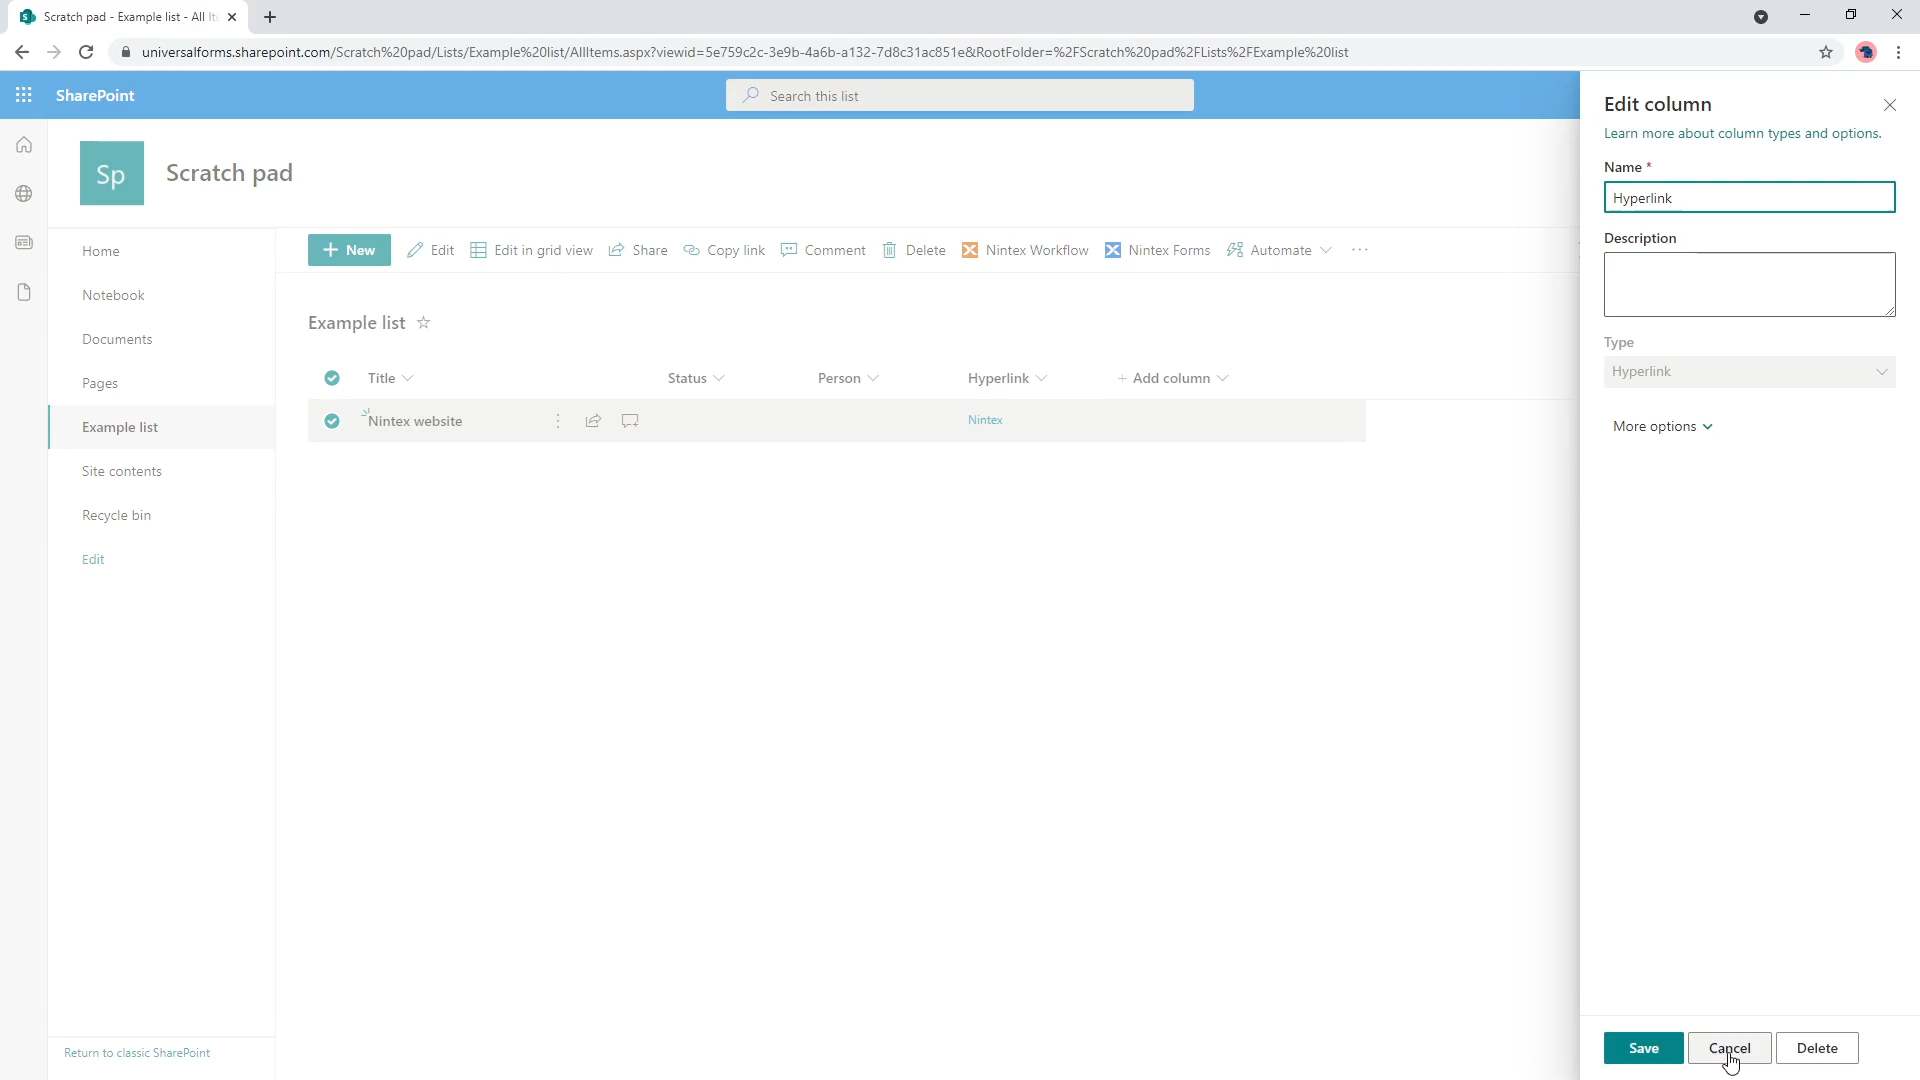 Scratch pad - Example list - All It
universalforms.sharepoint.com/Scratch%20pad/Lists/Example%20list/AllItems.aspx?viewid=5e759c2c-3e9b-4a6b-a132-7d8c31ac851e&RootFolder=%2FScratch%20pad%2FLists%2FExample%20list
SharePoint
Search this list
Edit column
Learn more about column types and options.
Name *
Hyperlink
Description
Type
Hyperlink
More options
Save
Cancel
Delete
Sp
Scratch pad
Home
Notebook
Documents
Pages
Example list
Site contents
Recycle bin
Edit
Return to classic SharePoint
+ New
Edit
Edit in grid view
Share
Copy link
Comment
Delete
Nintex Workflow
Nintex Forms
Automate
Example list
Title
Status
Person
Hyperlink
+ Add column
Nintex website
Nintex